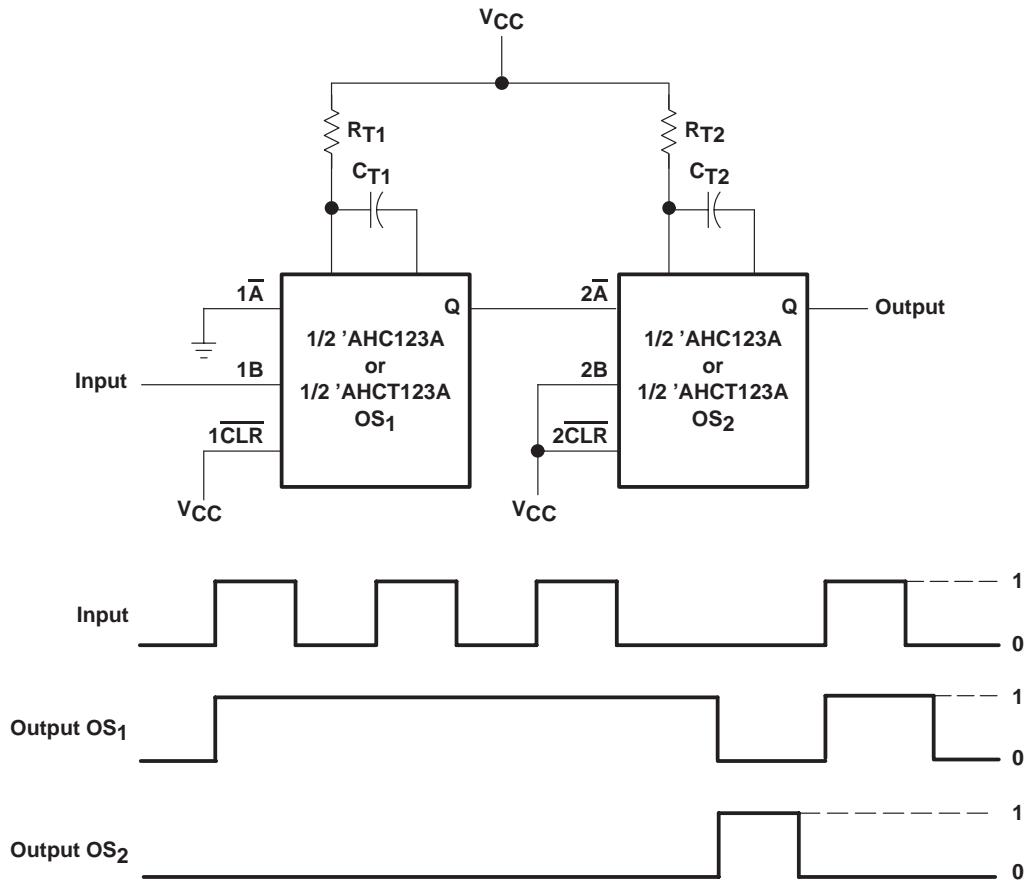 VCC
RT1
RT2
CT1
CT2
1A̅
Q
2A̅
Q
Output
1/2 ’AHC123A
or
1/2 ’AHCT123A
OS1
1/2 ’AHC123A
or
1/2 ’AHCT123A
OS2
Input
1B
2B
1C̅L̅R̅
2C̅L̅R̅
VCC
VCC
Input
1
0
Output OS1
1
0
Output OS2
1
0